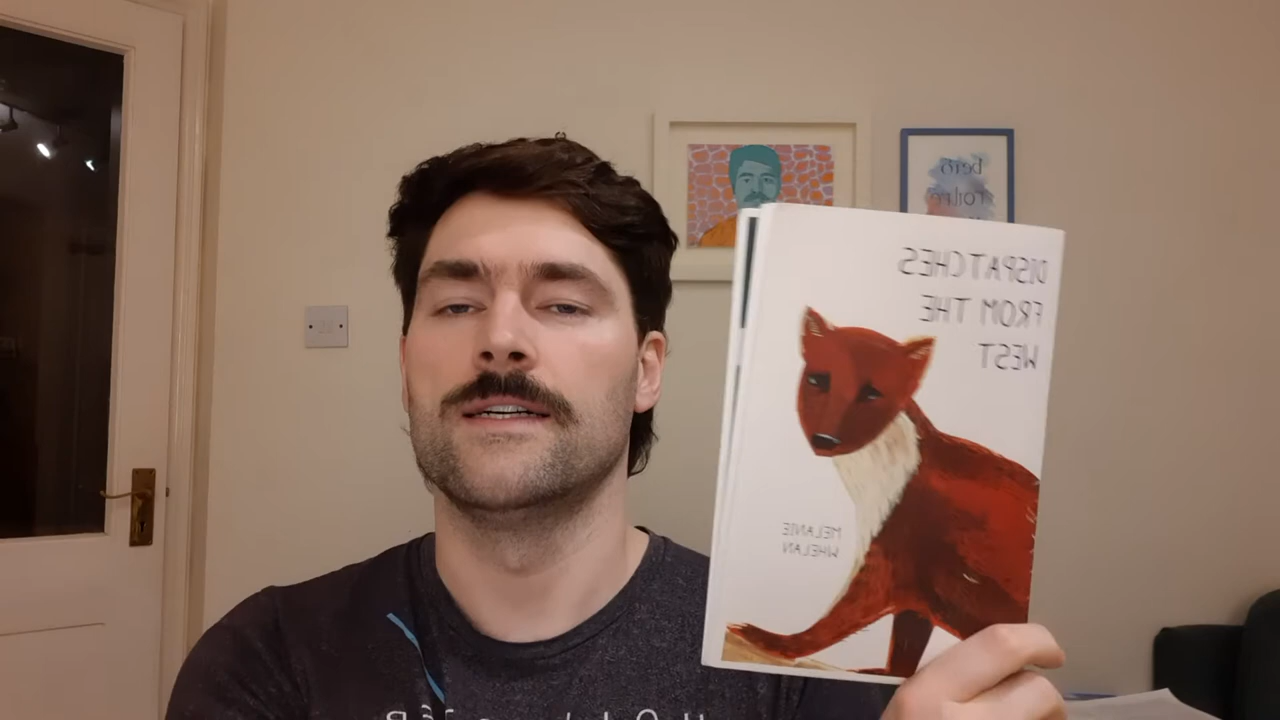 DISPATCHES
FROM THE
WEST
MELANIE
WHELAN